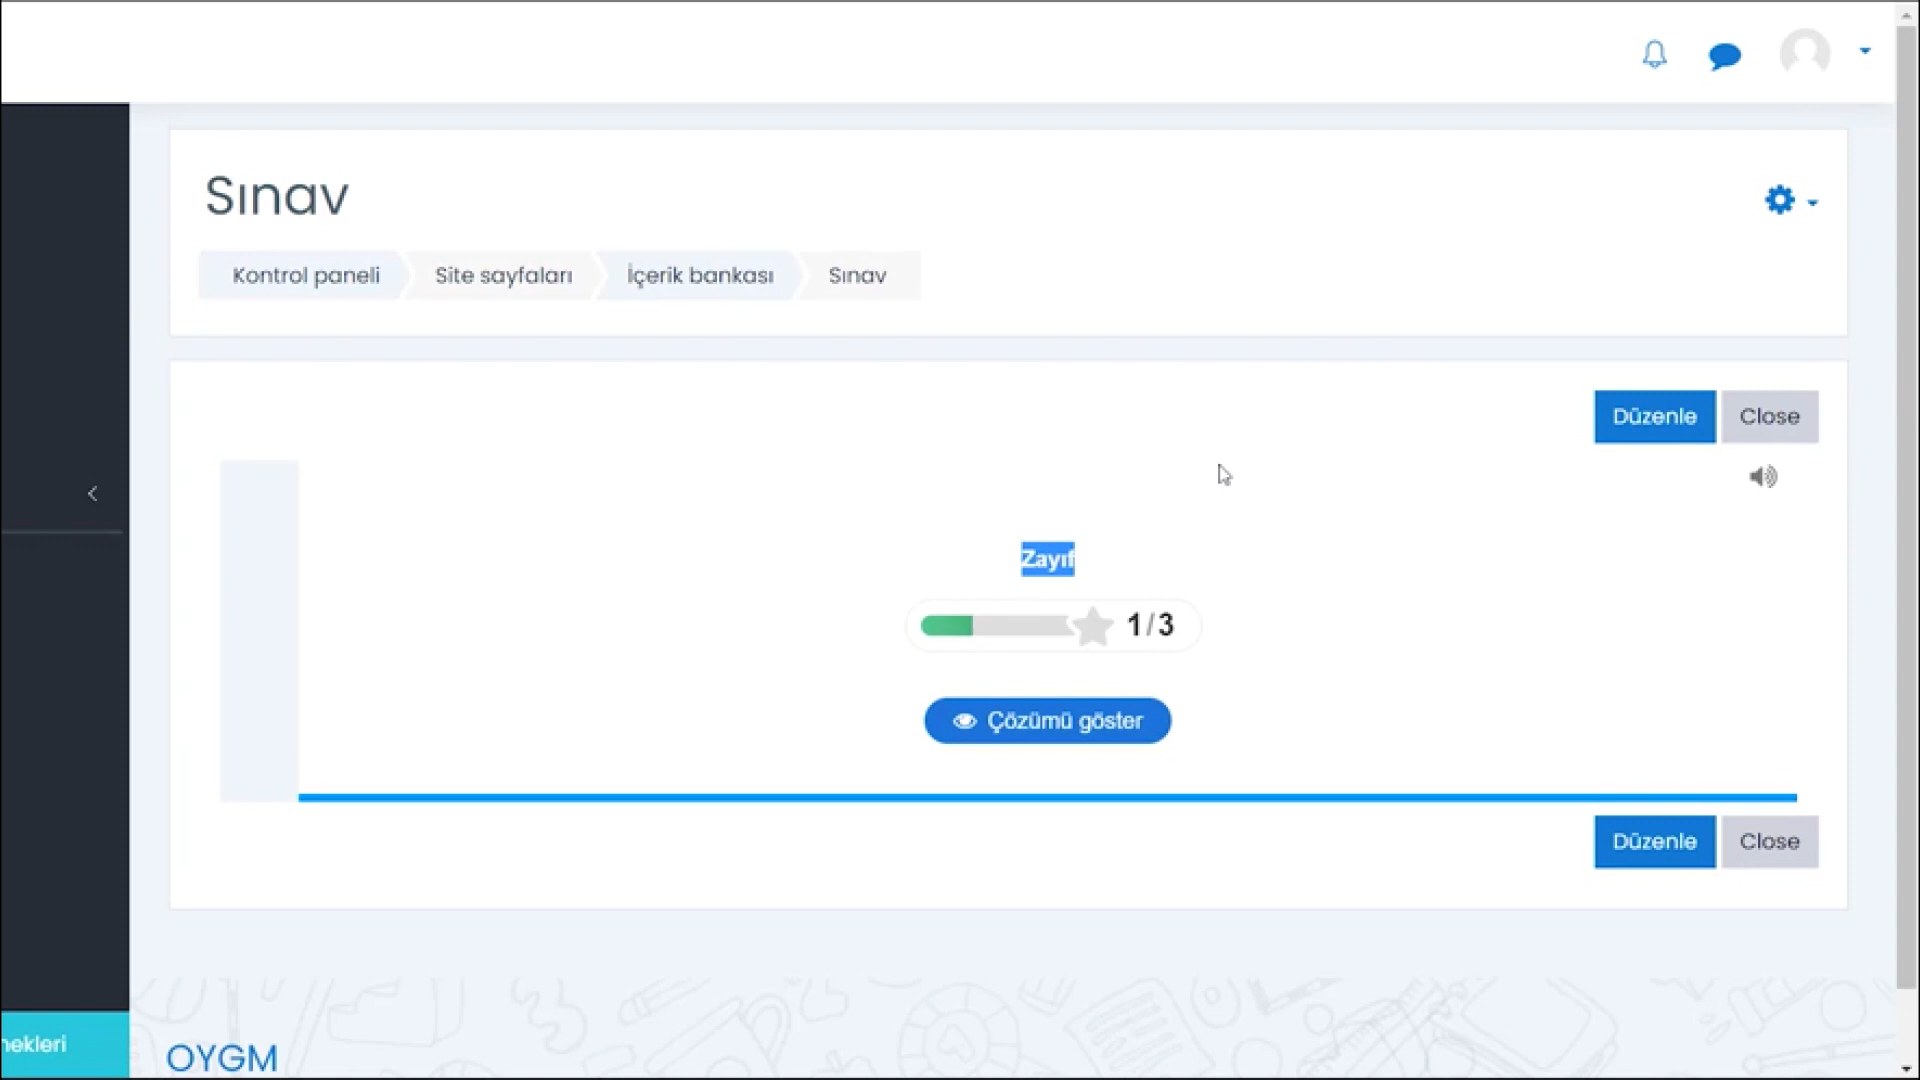 Sınav
Kontrol paneli
Site sayfaları
İçerik bankası
Sınav
Düzenle
Close
Zayıf
1/3
Çözümü göster
Düzenle
Close
nekleri
OYGM